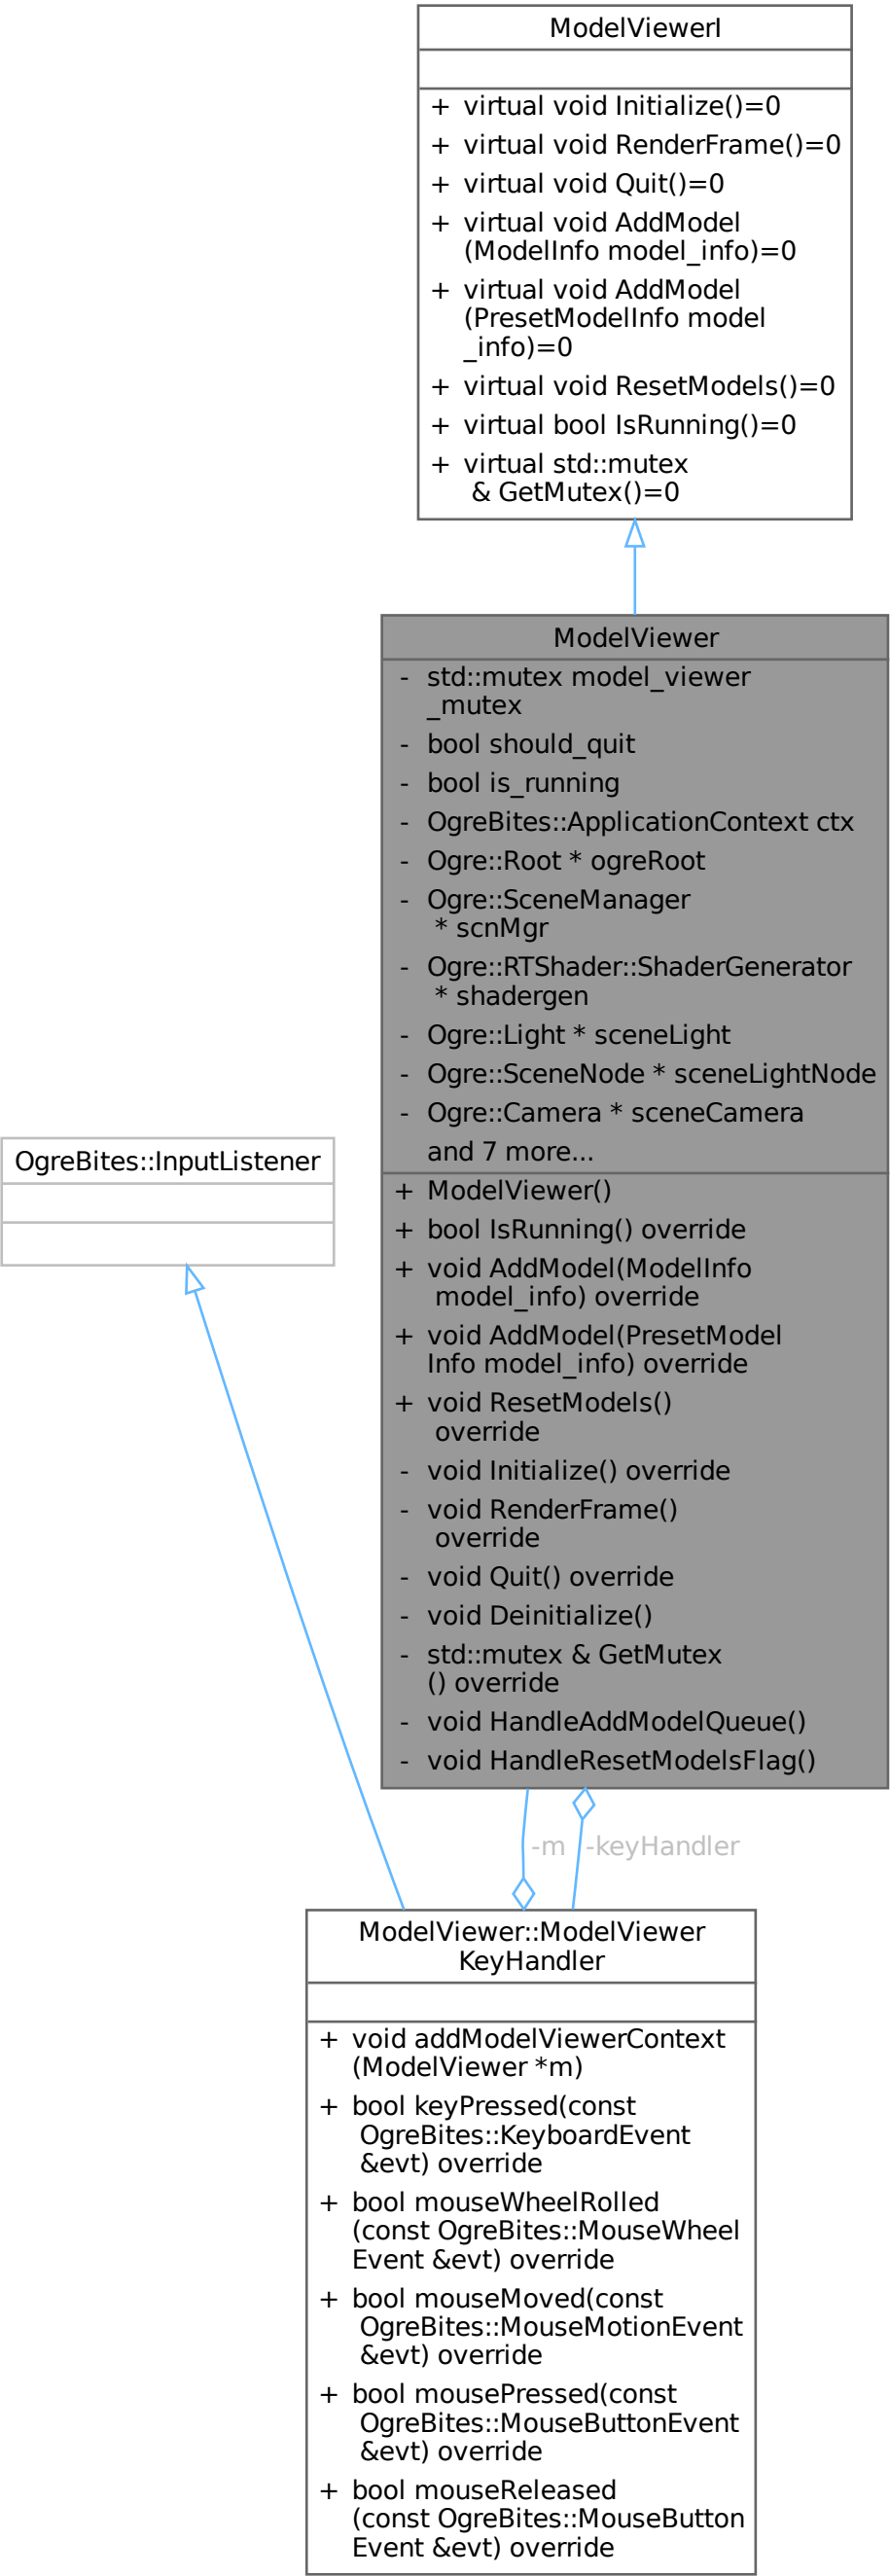 ModelViewerI
+ virtual void Initialize()=0
+ virtual void RenderFrame()=0
+ virtual void Quit()=0
+ virtual void AddModel
(ModelInfo model_info)=0
+ virtual void AddModel
(PresetModelInfo model
_info)=0
+ virtual void ResetModels()=0
+ virtual bool IsRunning()=0
+ virtual std::mutex
& GetMutex()=0
ModelViewer
- std::mutex model_viewer
_mutex
- bool should_quit
- bool is_running
- OgreBites::ApplicationContext ctx
- Ogre::Root * ogreRoot
- Ogre::SceneManager
* scnMgr
- Ogre::RTShader::ShaderGenerator
* shadergen
- Ogre::Light * sceneLight
- Ogre::SceneNode * sceneLightNode
- Ogre::Camera * sceneCamera
and 7 more...
+ ModelViewer()
+ bool IsRunning() override
+ void AddModel(ModelInfo
model_info) override
+ void AddModel(PresetModel
Info model_info) override
+ void ResetModels()
override
- void Initialize() override
- void RenderFrame()
override
- void Quit() override
- void Deinitialize()
- std::mutex & GetMutex
() override
- void HandleAddModelQueue()
- void HandleResetModelsFlag()
OgreBites::InputListener
-m
-keyHandler
ModelViewer::ModelViewer
KeyHandler
+ void addModelViewerContext
(ModelViewer *m)
+ bool keyPressed(const
OgreBites::KeyboardEvent
&evt) override
+ bool mouseWheelRolled
(const OgreBites::MouseWheel
Event &evt) override
+ bool mouseMoved(const
OgreBites::MouseMotionEvent
&evt) override
+ bool mousePressed(const
OgreBites::MouseButtonEvent
&evt) override
+ bool mouseReleased
(const OgreBites::MouseButton
Event &evt) override